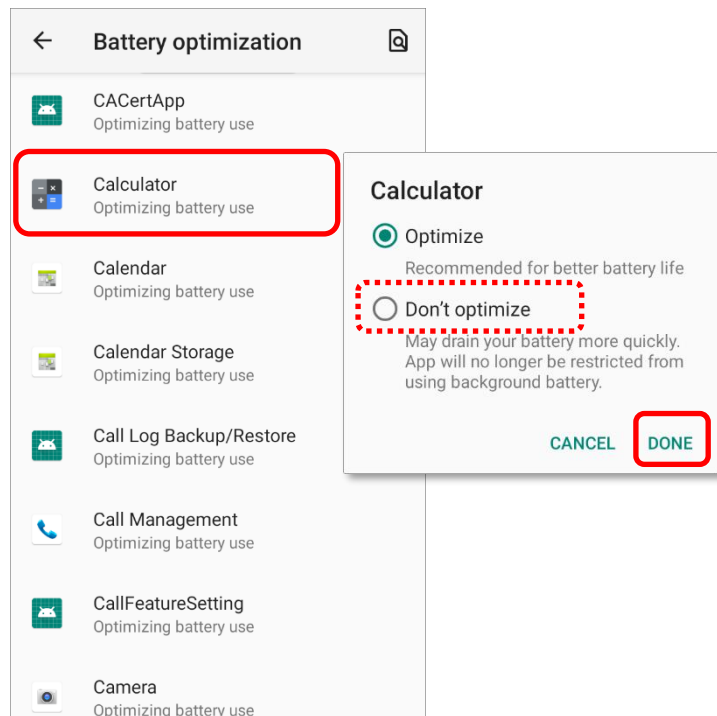 Battery optimization
CACertApp
Optimizing battery use
Calculator
Optimizing battery use
Calendar
Optimizing battery use
Calendar Storage
Optimizing battery use
Call Log Backup/Restore
Optimizing battery use
Call Management
Optimizing battery use
CallFeatureSetting
Optimizing battery use
Camera
Optimizing battery use
Calculator
Optimize
Recommended for better battery life
Don’t optimize
May drain your battery more quickly.
App will no longer be restricted from
using background battery.
CANCEL DONE